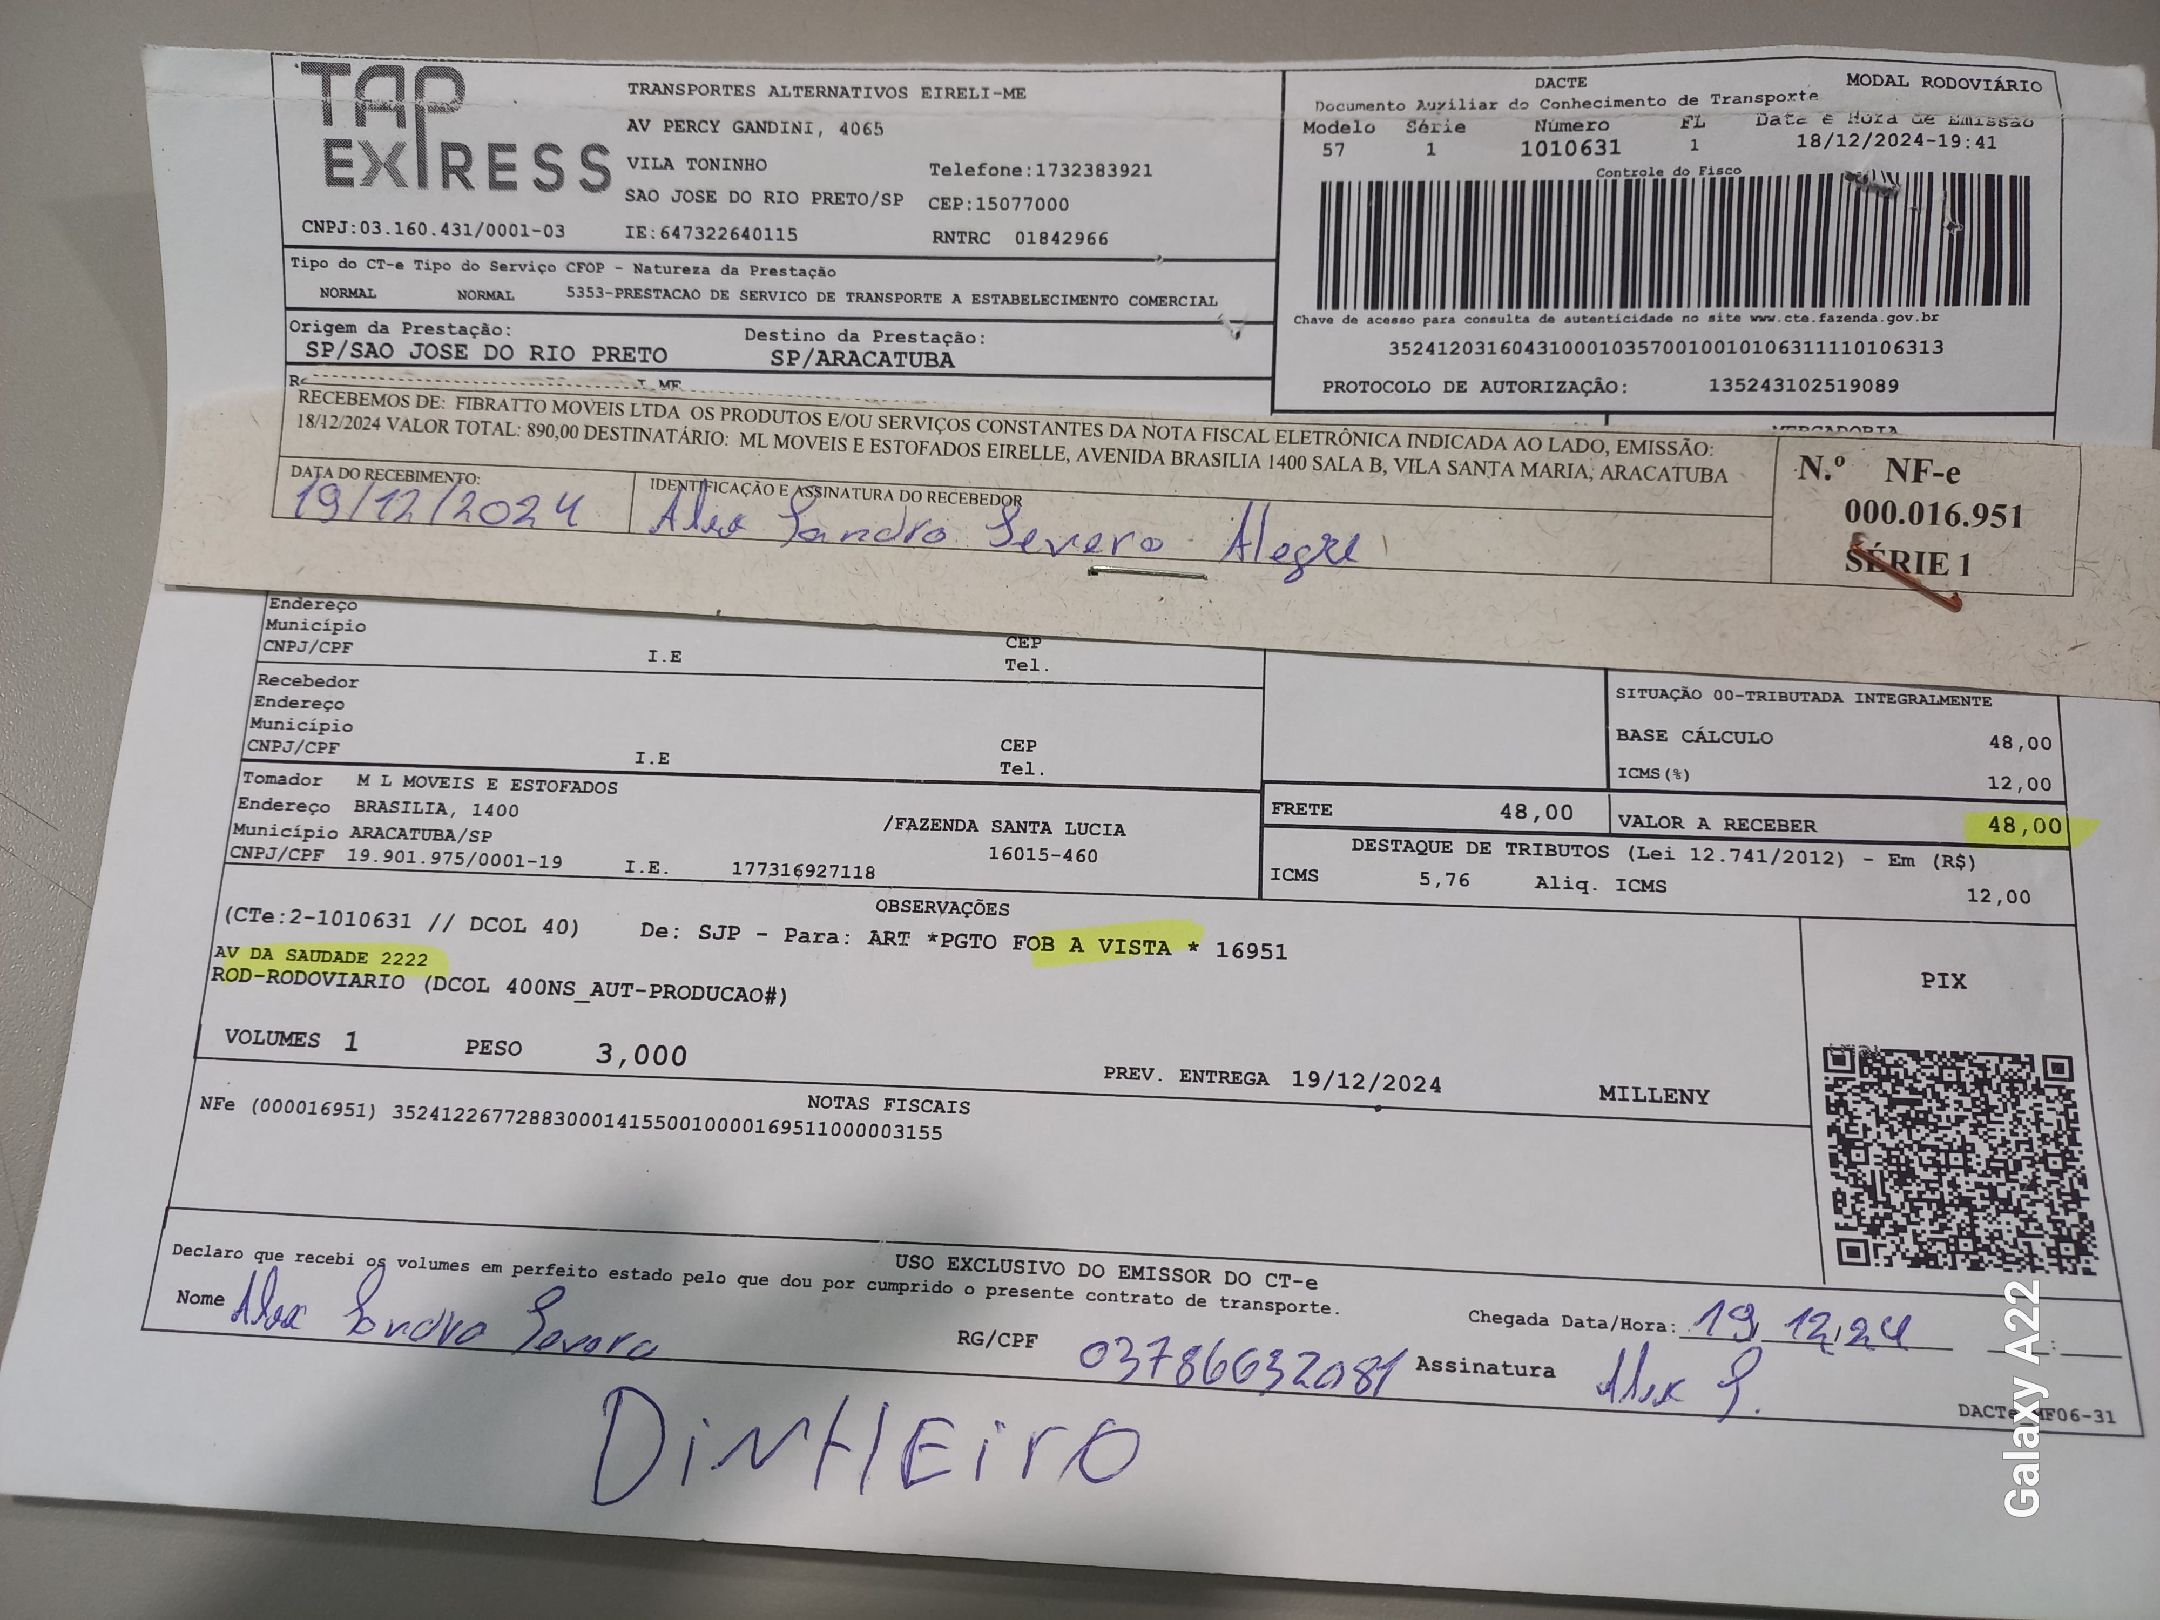 TAP EXPRESS
TRANSPORTES ALTERNATIVOS EIRELI-ME
AV PERCY GANDINI, 4065
VILA TONINHO Telefone:1732383921
SAO JOSE DO RIO PRETO/SP CEP:15077000
CNPJ:03.160.431/0001-03 IE:647322640115 RNTRC 01842966
DACTE MODAL RODOVIÁRIO
Documento Auxiliar do Conhecimento de Transporte
Modelo Série Número FL Data e Hora de Emissão
57 1 1010631 1 18/12/2024-19:41
Controle do Fisco
Chave de acesso para consulta de autenticidade no site www.cte.fazenda.gov.br
35241203160431000103570010010106311110106313
PROTOCOLO DE AUTORIZAÇÃO: 135243102519089
Tipo do CT-e Tipo do Serviço CFOP - Natureza da Prestação
NORMAL NORMAL 5353-PRESTACAO DE SERVICO DE TRANSPORTE A ESTABELECIMENTO COMERCIAL
Origem da Prestação: Destino da Prestação:
SP/SAO JOSE DO RIO PRETO SP/ARACATUBA
MERCADORIA
RECEBEMOS DE: FIBRATTO MOVEIS LTDA OS PRODUTOS E/OU SERVIÇOS CONSTANTES DA NOTA FISCAL ELETRÔNICA INDICADA AO LADO, EMISSÃO:
18/12/2024 VALOR TOTAL: 890,00 DESTINATÁRIO: ML MOVEIS E ESTOFADOS EIRELLE, AVENIDA BRASILIA 1400 SALA B, VILA SANTA MARIA, ARACATUBA
DATA DO RECEBIMENTO: IDENTIFICAÇÃO E ASSINATURA DO RECEBEDOR
19/12/2024 Alex Sandro Severo Alegre
N.º NF-e
000.016.951
SÉRIE 1
Endereço
Município CEP
CNPJ/CPF I.E Tel.
Recebedor
Endereço
Município CEP
CNPJ/CPF I.E Tel.
SITUAÇÃO 00-TRIBUTADA INTEGRALMENTE
BASE CÁLCULO 48,00
ICMS(%) 12,00
Tomador M L MOVEIS E ESTOFADOS
Endereço BRASILIA, 1400 /FAZENDA SANTA LUCIA
Município ARACATUBA/SP 16015-460
CNPJ/CPF 19.901.975/0001-19 I.E. 177316927118
FRETE 48,00 VALOR A RECEBER 48,00
DESTAQUE DE TRIBUTOS (Lei 12.741/2012) - Em (R$)
ICMS 5,76 Aliq. ICMS 12,00
OBSERVAÇÕES
(CTe:2-1010631 // DCOL 40) De: SJP - Para: ART *PGTO FOB A VISTA * 16951
AV DA SAUDADE 2222
ROD-RODOVIARIO (DCOL 400NS_AUT-PRODUCAO#)
VOLUMES 1 PESO 3,000 PREV. ENTREGA 19/12/2024 MILLENY
PIX
NOTAS FISCAIS
NFe (000016951) 35241226772883000141550010000169511000003155
USO EXCLUSIVO DO EMISSOR DO CT-e
Declaro que recebi os volumes em perfeito estado pelo que dou por cumprido o presente contrato de transporte.
Chegada Data/Hora: 19, 12, 24 :
Nome Alex Sandro Severo RG/CPF 03786632081 Assinatura Alex S.
DACTe MF06-31
DiNHEiRO
Galaxy A22